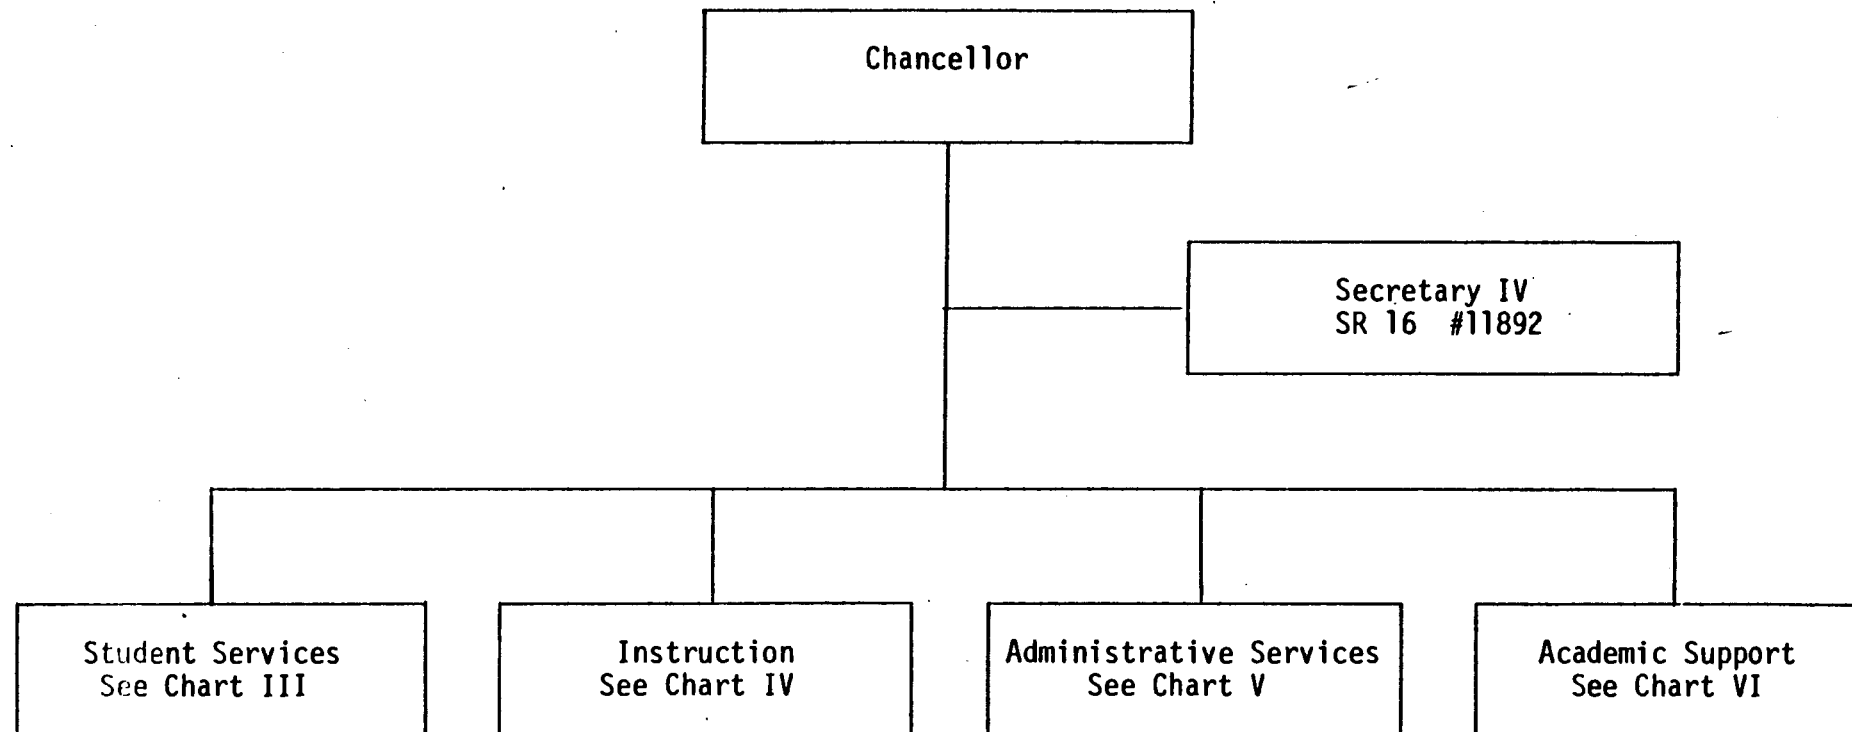 Chancellor
Secretary IV
SR 16 #11892
Student Services
See Chart III
Instruction
See Chart IV
Administrative Services
See Chart V
Academic Support
See Chart VI